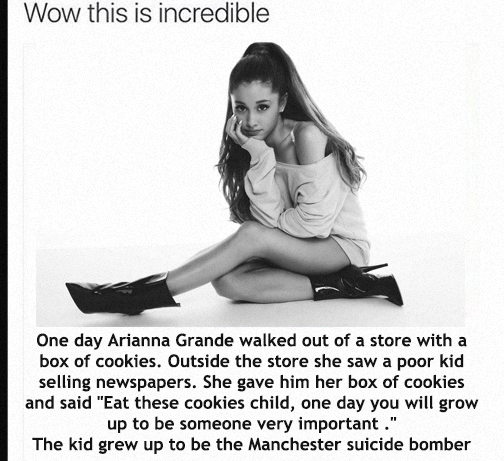 Wow this is incredible
One day Arianna Grande walked out of a store with a
box of cookies. Outside the store she saw a poor kid
selling newspapers. She gave him her box of cookies
and said "Eat these cookies child, one day you will grow
up to be someone very important ."
The kid grew up to be the Manchester suicide bomber